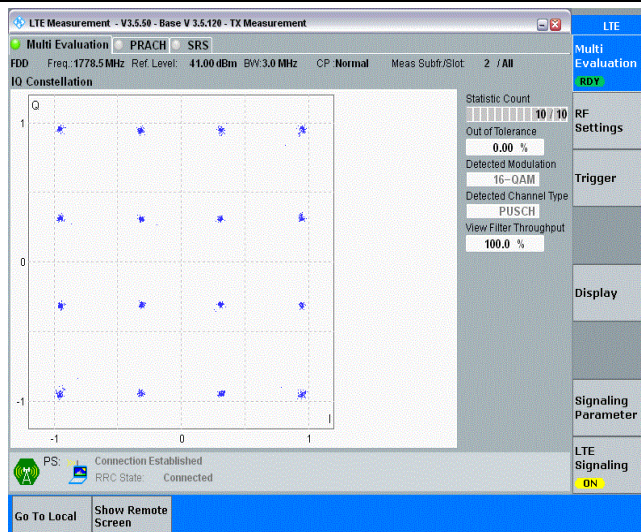 LTE Measurement - V3.5.50 - Base V 3.5.120 - TX Measurement
LTE
Multi Evaluation PRACH SRS
Multi Evaluation
RDY
FDD Freq.:1778.5 MHz Ref. Level: 41.00 dBm BW:3.0 MHz CP :Normal Meas Subfr./Slot: 2 / All
IQ Constellation
Q
1
0
-1
-1 0 1
I
Statistic Count
10 / 10
Out of Tolerance
0.00 %
Detected Modulation
16-QAM
Detected Channel Type
PUSCH
View Filter Throughput
100.0 %
RF Settings
Trigger
Display
Signaling Parameter
LTE Signaling
ON
PS: Connection Established
RRC State: Connected
Go To Local
Show Remote Screen